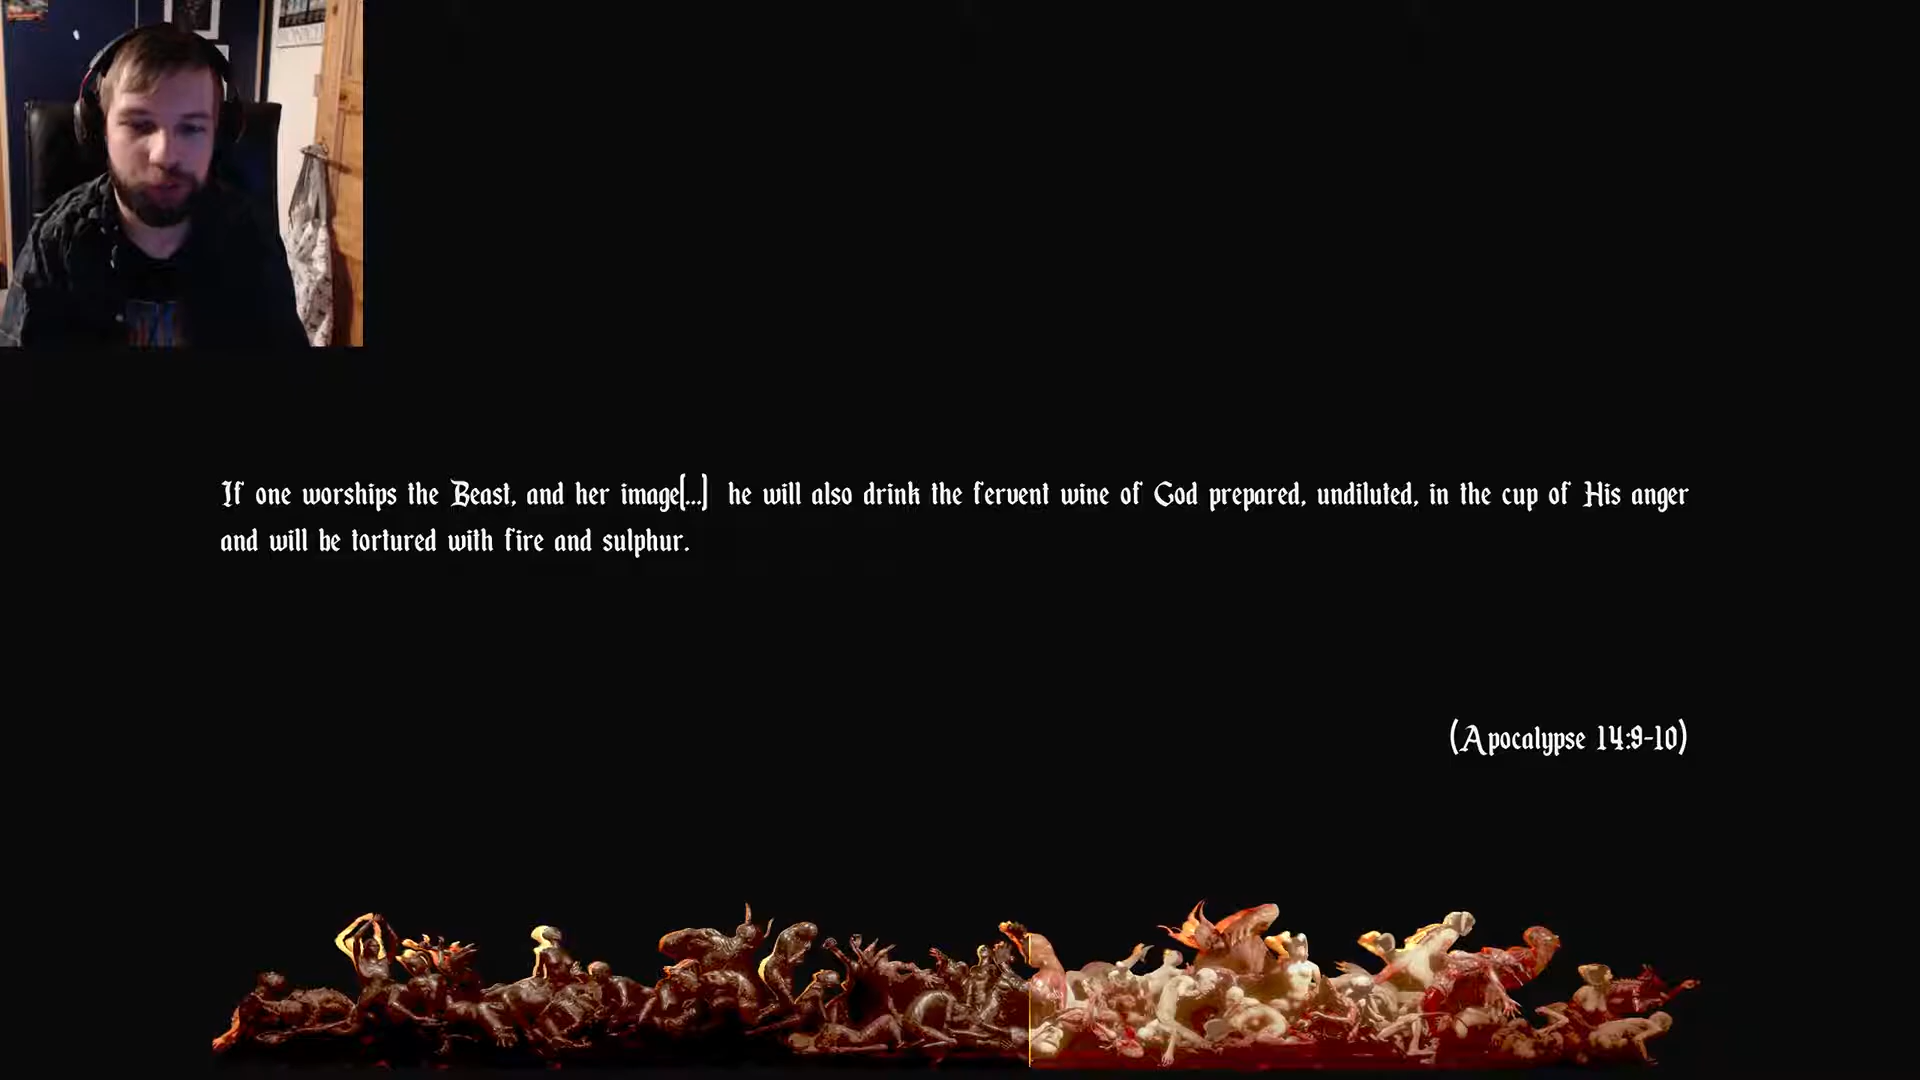 If one worships the Beast, and her image[...] he will also drink the fervent wine of God prepared, undiluted, in the cup of His anger
and will be tortured with fire and sulphur.
(Apocalypse 14:9-10)